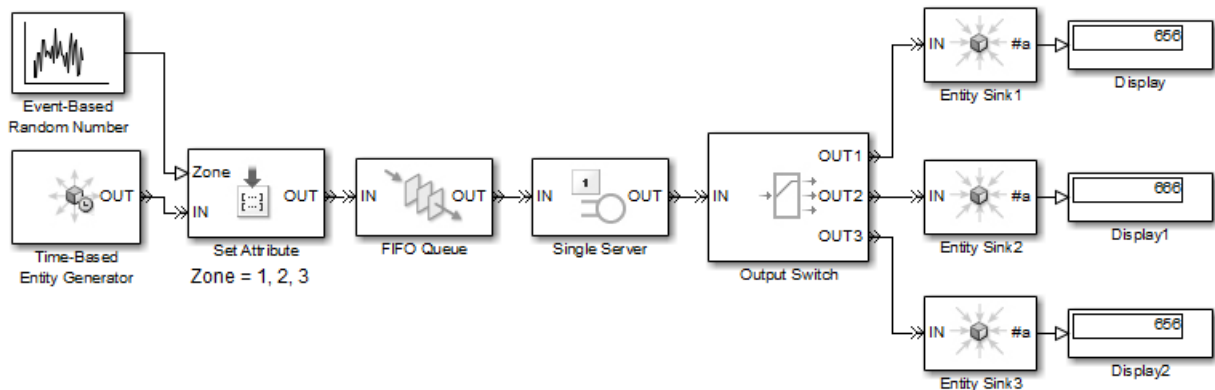 Event-Based
Random Number
OUT
Time-Based
Entity Generator
Zone
IN
OUT
[...]
Set Attribute
Zone = 1, 2, 3
IN
OUT
FIFO Queue
1
IN
OUT
Single Server
IN
OUT1
OUT2
OUT3
Output Switch
IN
#a
Entity Sink1
656
Display
IN
#a
Entity Sink2
666
Display1
IN
#a
Entity Sink3
656
Display2